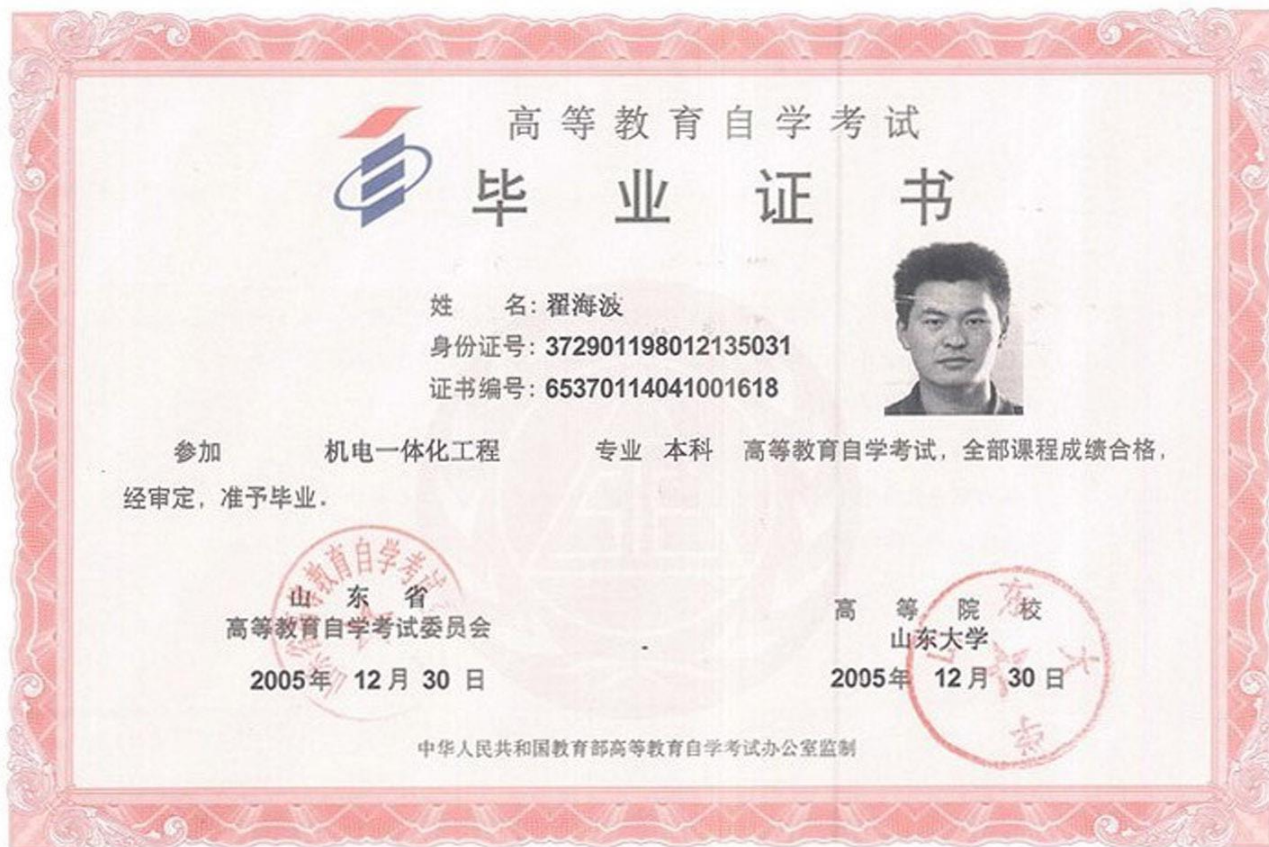 高等教育自学考试
毕业证书
姓 名：翟海波
身份证号：372901198012135031
证书编号：65370114041001618
参加 机电一体化工程 专业 本科 高等教育自学考试，全部课程成绩合格，
经审定，准予毕业．
山东省
高等教育自学考试委员会
2005年 12月 30 日
高等院校
山东大学
2005年 12月 30日
山东大学
中华人民共和国教育部高等教育自学考试办公室监制